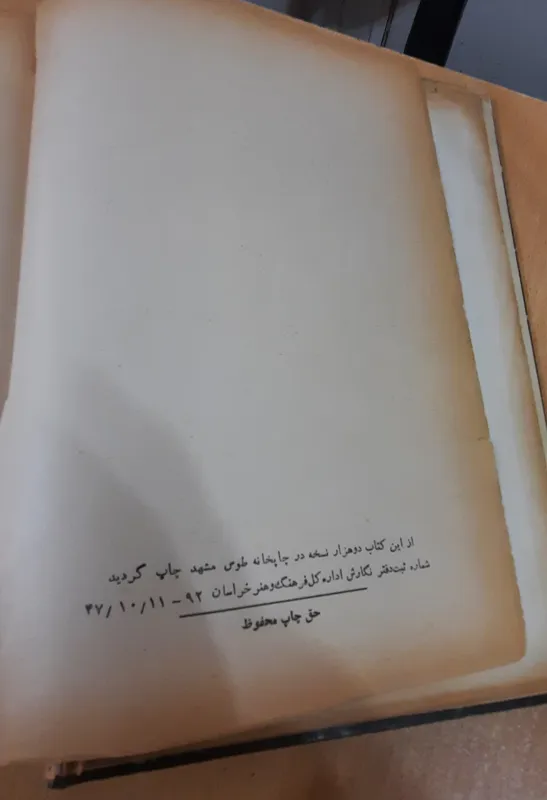 از این کتاب دوهزار نسخه در چاپخانه طوس مشهد چاپ گردید
شماره ثبت دفتر نگارش اداره کل فرهنگ و هنر خراسان ۹۲ - ۴۷/۱۰/۱۱
حق چاپ محفوظ